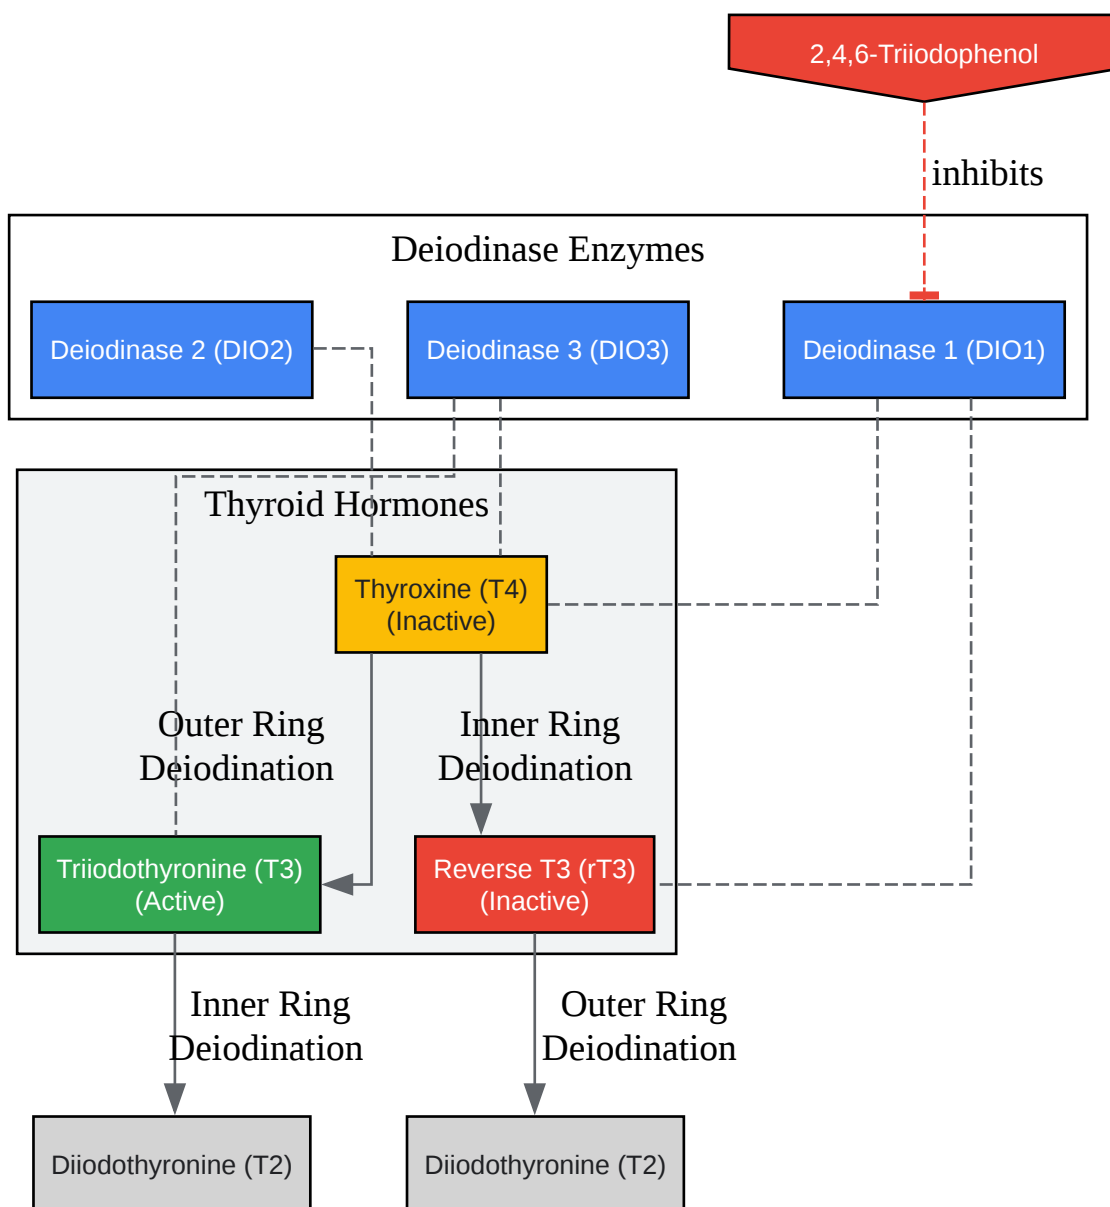 2,4,6-Triiodophenol
inhibits
Deiodinase Enzymes
Deiodinase 2 (DIO2)
Deiodinase 3 (DIO3)
Deiodinase 1 (DIO1)
Thyroid Hormones
Thyroxine (T4)
(Inactive)
Outer Ring
Deiodination
Inner Ring
Deiodination
Triiodothyronine (T3)
(Active)
Reverse T3 (rT3)
(Inactive)
Inner Ring
Deiodination
Outer Ring
Deiodination
Diiodothyronine (T2)
Diiodothyronine (T2)